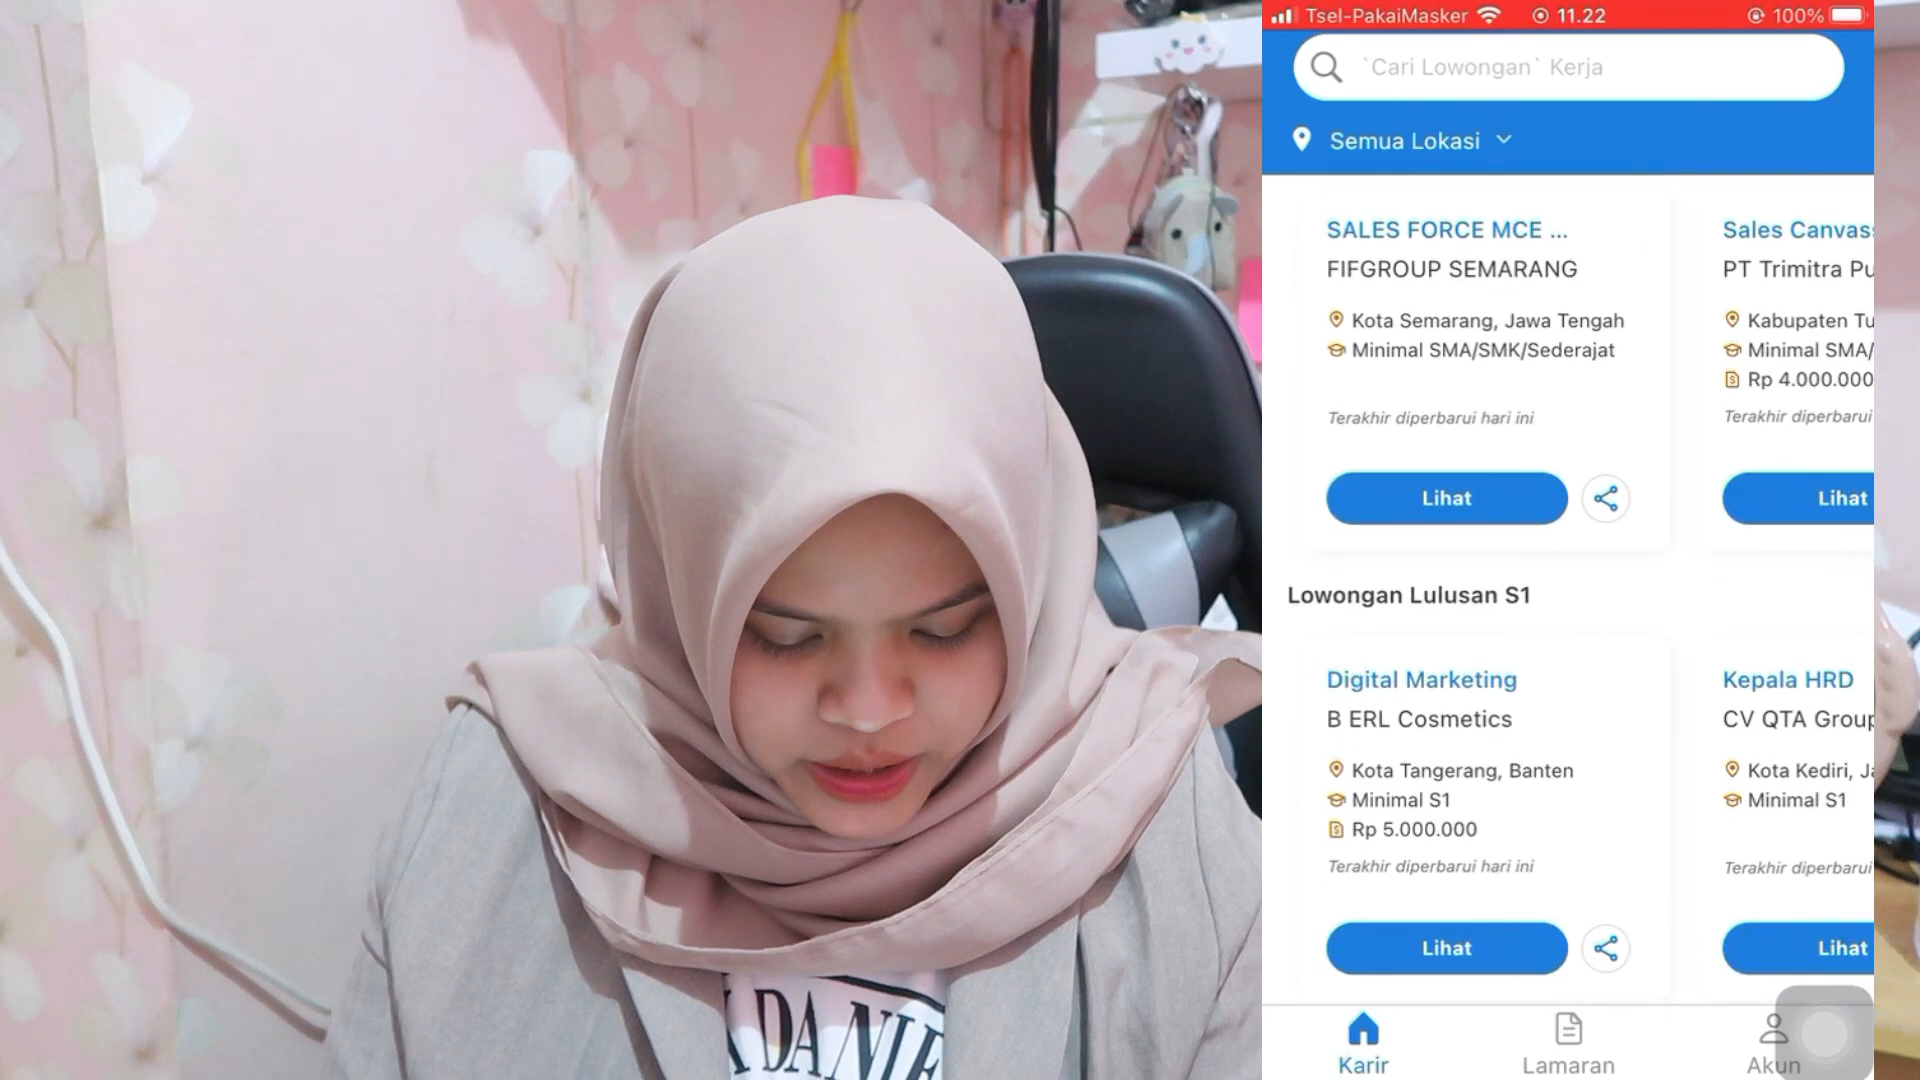 Tsel-PakaiMasker 11.22 100%
`Cari Lowongan` Kerja
Semua Lokasi
SALES FORCE MCE ...
FIFGROUP SEMARANG
Kota Semarang, Jawa Tengah
Minimal SMA/SMK/Sederajat
Terakhir diperbarui hari ini
Lihat
Sales Canvas
PT Trimitra Pu
Kabupaten Tu
Minimal SMA/
Rp 4.000.000
Terakhir diperbarui
Lihat
Lowongan Lulusan S1
Digital Marketing
B ERL Cosmetics
Kota Tangerang, Banten
Minimal S1
Rp 5.000.000
Terakhir diperbarui hari ini
Lihat
Kepala HRD
CV QTA Group
Kota Kediri, Ja
Minimal S1
Terakhir diperbarui
Lihat
Karir
Lamaran
Akun
DANIE